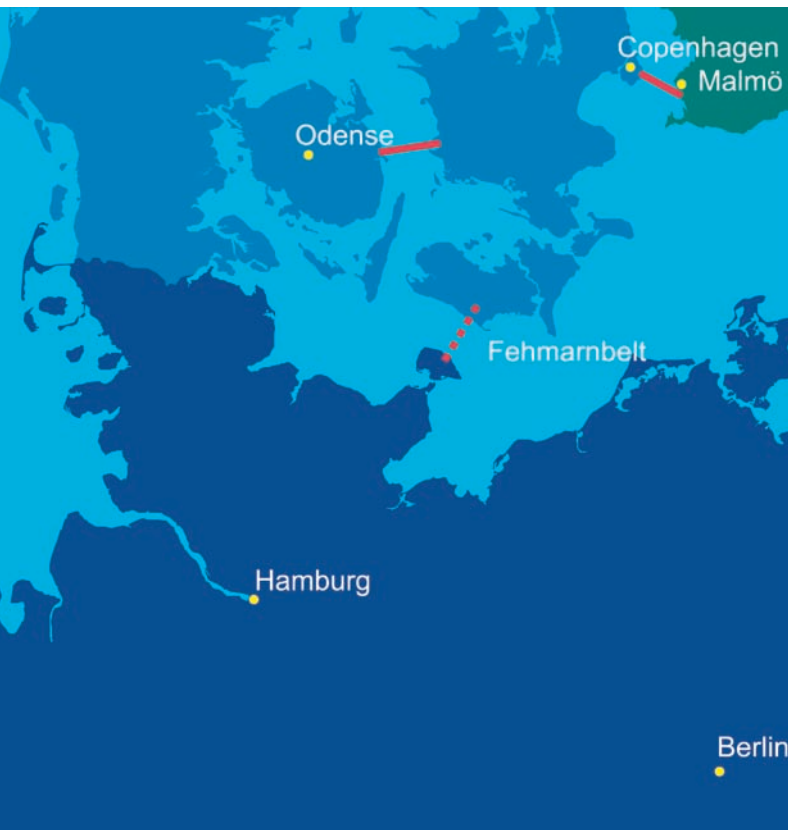 Copenhagen
Malmö
Odense
Fehmarnbelt
Hamburg
Berlin